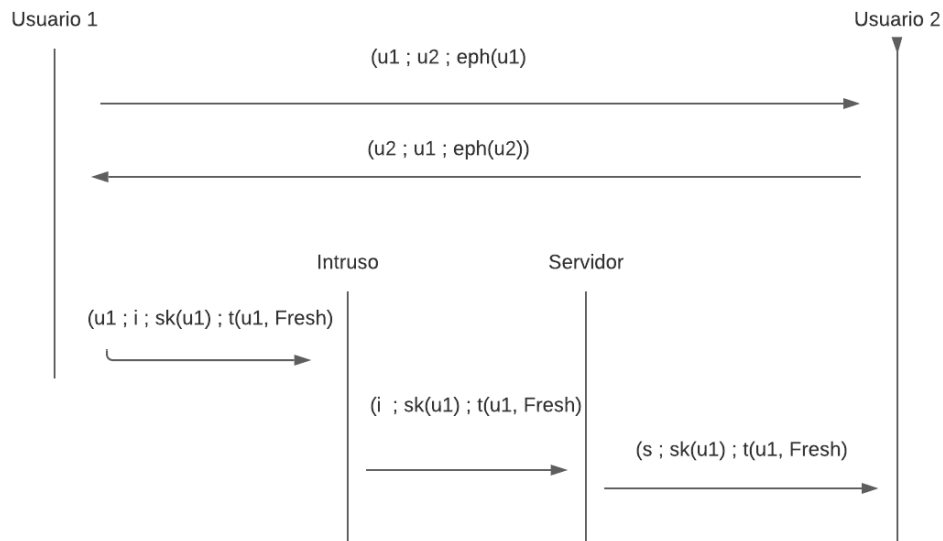 Usuario 1
Usuario 2
(u1 ; u2 ; eph(u1)
(u2 ; u1 ; eph(u2))
Intruso
Servidor
(u1 ; i ; sk(u1) ; t(u1, Fresh)
(i ; sk(u1) ; t(u1, Fresh)
(s ; sk(u1) ; t(u1, Fresh)